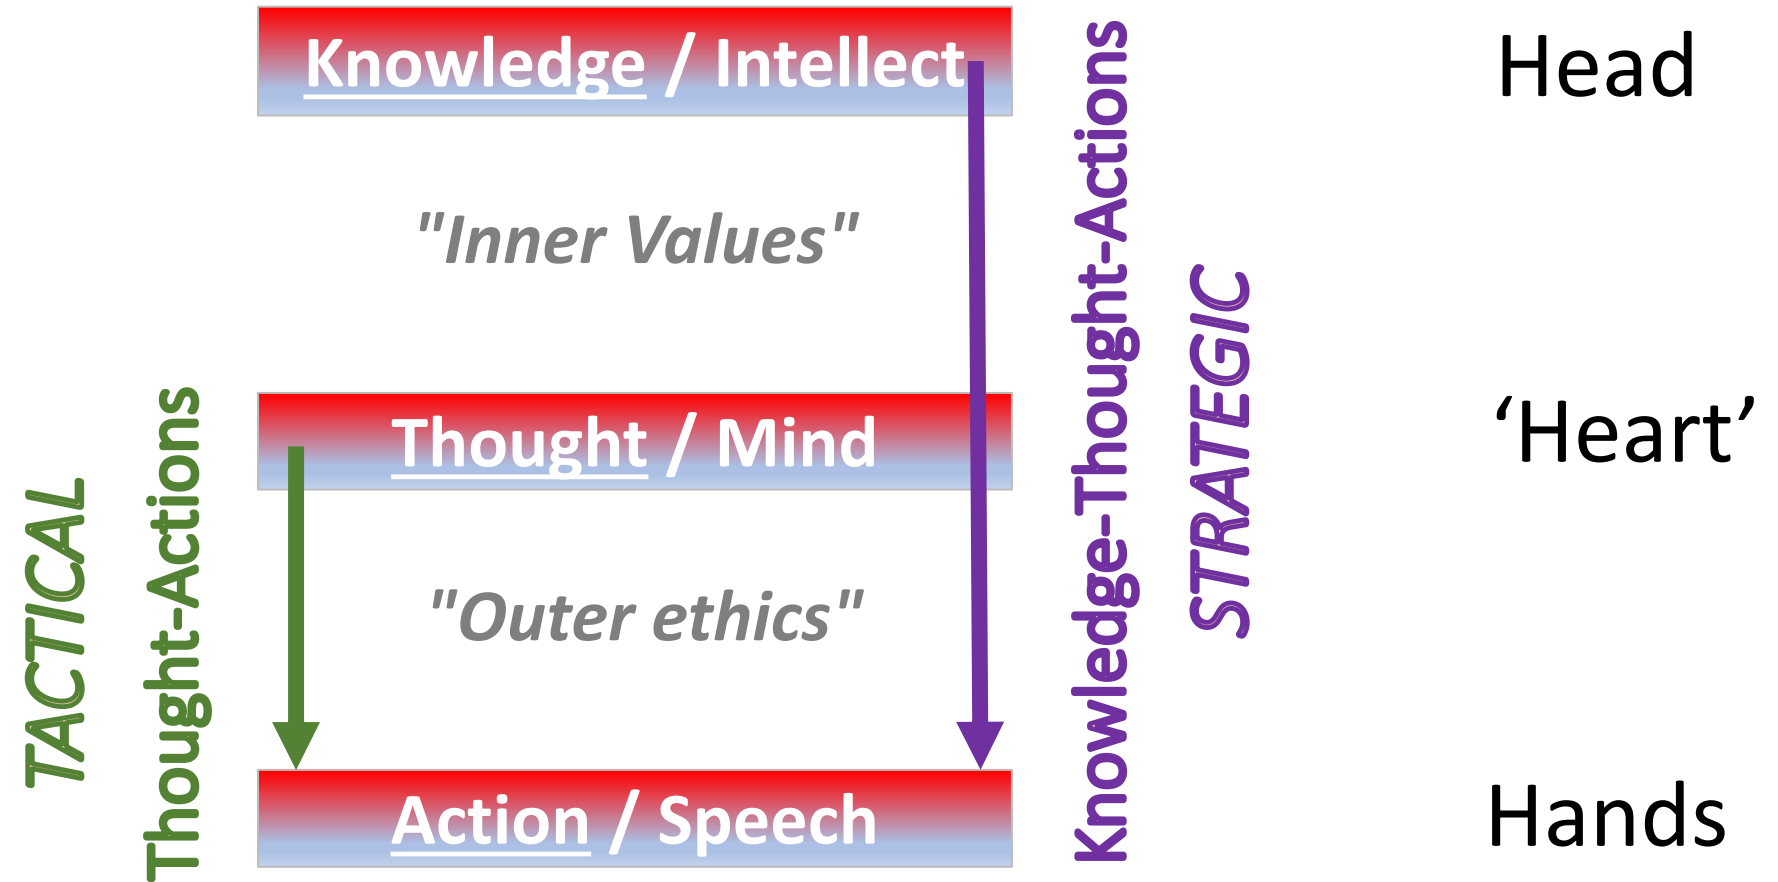 Knowledge / Intellect
Head
"Inner Values"
Knowledge-Thought-Actions
STRATEGIC
Thought / Mind
‘Heart’
TACTICAL
Thought-Actions
"Outer ethics"
Action / Speech
Hands